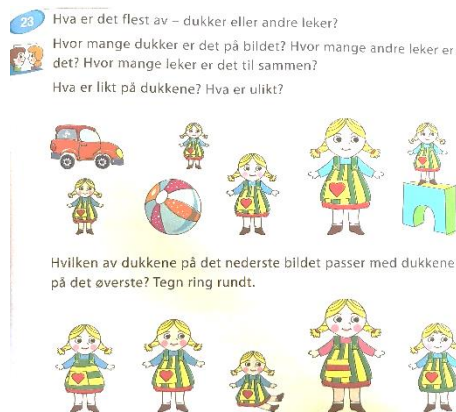 23 Hva er det flest av – dukker eller andre leker?
Hvor mange dukker er det på bildet? Hvor mange andre leker er
det? Hvor mange leker er det til sammen?
Hva er likt på dukkene? Hva er ulikt?
Hvilken av dukkene på det nederste bildet passer med dukkene
på det øverste? Tegn ring rundt.